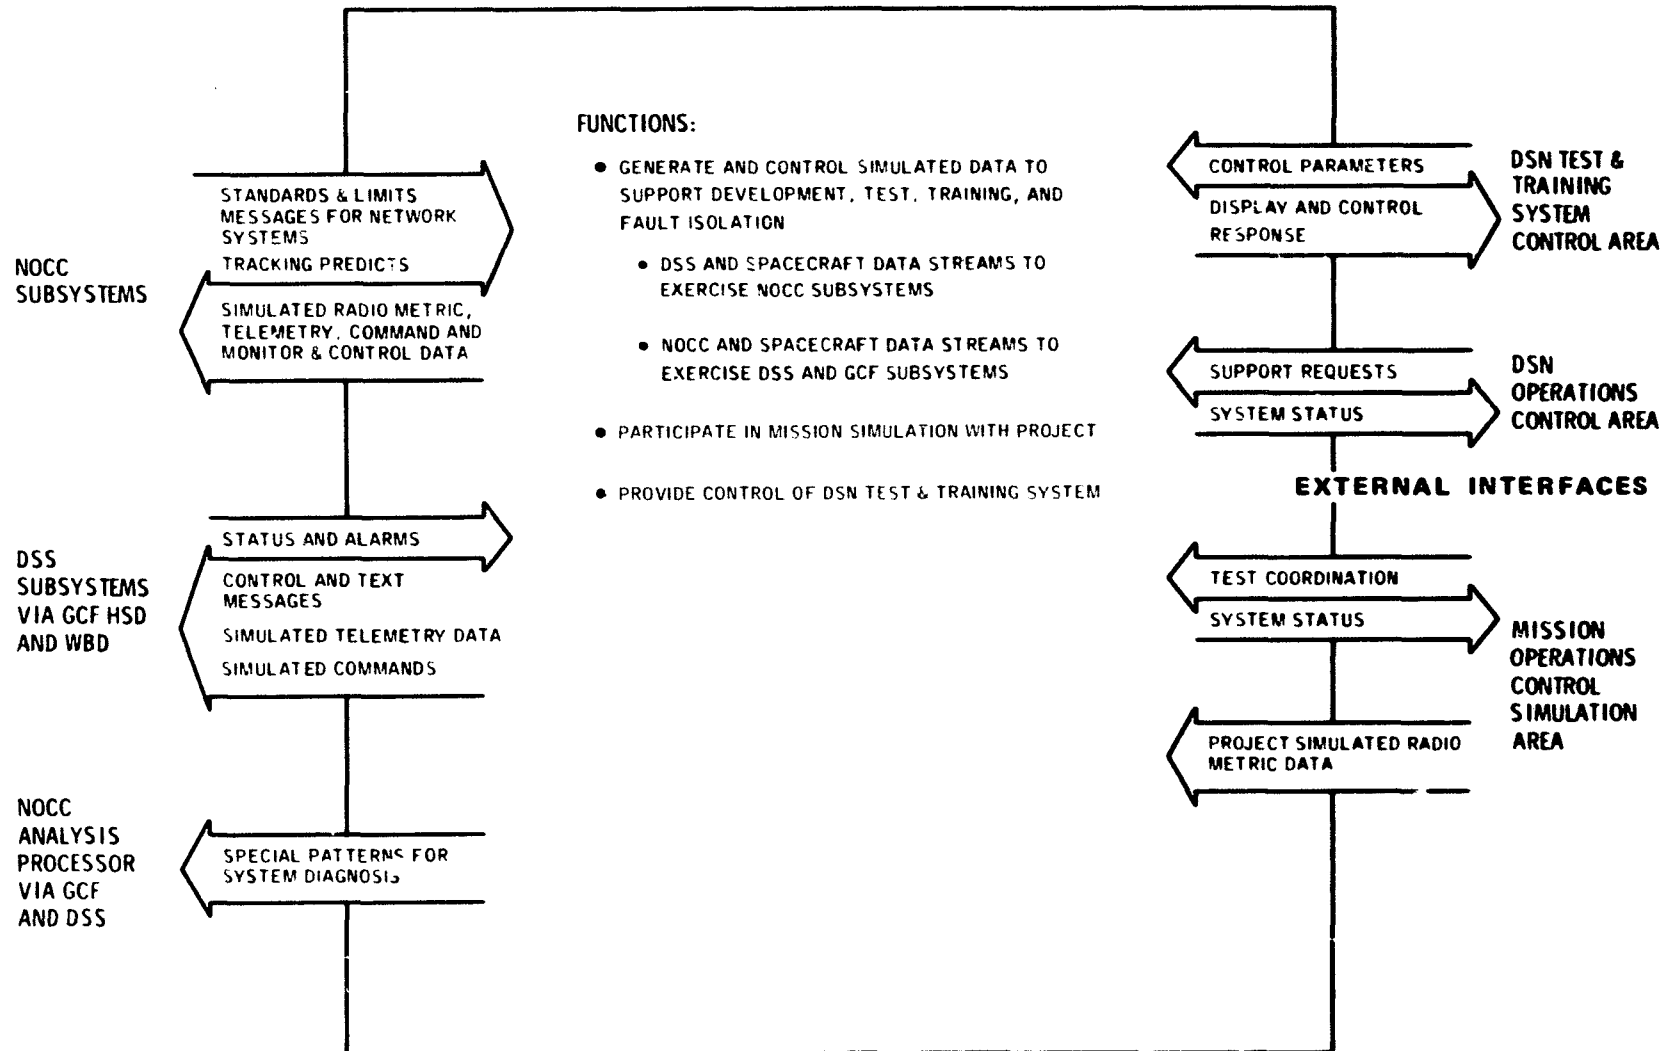 NOCC
SUBSYSTEMS
STANDARDS & LIMITS
MESSAGES FOR NETWORK
SYSTEMS
TRACKING PREDICTS
SIMULATED RADIO METRIC,
TELEMETRY, COMMAND AND
MONITOR & CONTROL DATA
DSS
SUBSYSTEMS
VIA GCF HSD
AND WBD
STATUS AND ALARMS
CONTROL AND TEXT
MESSAGES
SIMULATED TELEMETRY DATA
SIMULATED COMMANDS
NOCC
ANALYSIS
PROCESSOR
VIA GCF
AND DSS
SPECIAL PATTERNS FOR
SYSTEM DIAGNOSIS
FUNCTIONS:
• GENERATE AND CONTROL SIMULATED DATA TO
SUPPORT DEVELOPMENT, TEST, TRAINING, AND
FAULT ISOLATION
• DSS AND SPACECRAFT DATA STREAMS TO
EXERCISE NOCC SUBSYSTEMS
• NOCC AND SPACECRAFT DATA STREAMS TO
EXERCISE DSS AND GCF SUBSYSTEMS
• PARTICIPATE IN MISSION SIMULATION WITH PROJECT
• PROVIDE CONTROL OF DSN TEST & TRAINING SYSTEM
CONTROL PARAMETERS
DISPLAY AND CONTROL
RESPONSE
DSN TEST &
TRAINING
SYSTEM
CONTROL AREA
SUPPORT REQUESTS
SYSTEM STATUS
DSN
OPERATIONS
CONTROL AREA
EXTERNAL INTERFACES
TEST COORDINATION
SYSTEM STATUS
PROJECT SIMULATED RADIO
METRIC DATA
MISSION
OPERATIONS
CONTROL
SIMULATION
AREA